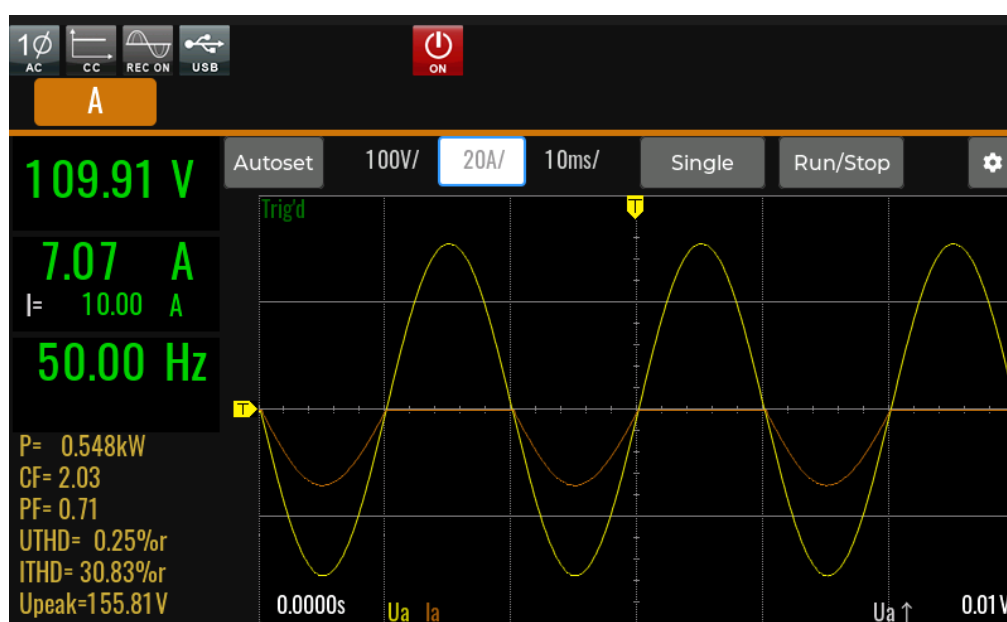 1Ø
AC
CC
REC ON
USB
ON
A
109.91 V
7.07 A
I= 10.00 A
50.00 Hz
P= 0.548kW
CF= 2.03
PF= 0.71
UTHD= 0.25%r
ITHD= 30.83%r
Upeak=155.81V
Autoset 100V/ 20A/ 10ms/ Single Run/Stop
Trig'd
T
T
0.0000s Ua Ia Ua↑ 0.01V